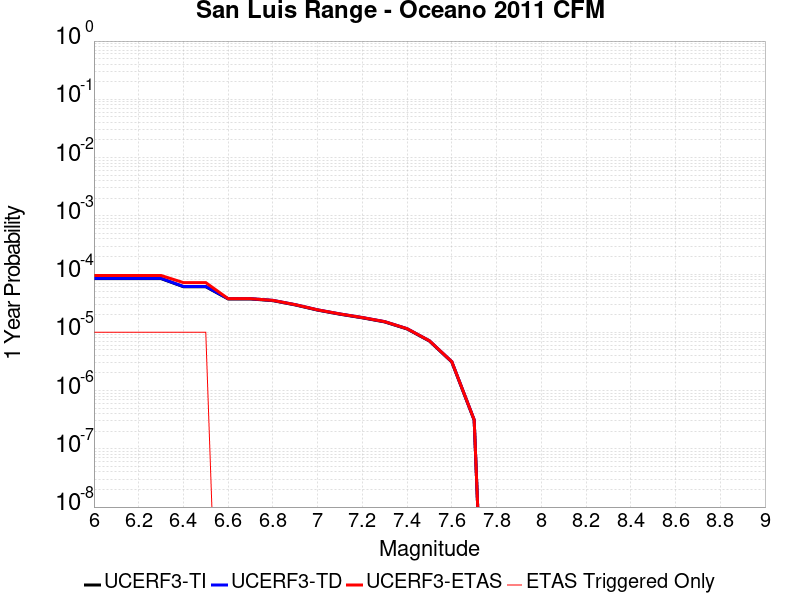 San Luis Range - Oceano 2011 CFM
10^0
10^-1
10^-2
10^-3
10^-4
10^-5
10^-6
10^-7
10^-8
1 Year Probability
6 6.2 6.4 6.6 6.8 7 7.2 7.4 7.6 7.8 8 8.2 8.4 8.6 8.8 9
Magnitude
UCERF3-TI UCERF3-TD UCERF3-ETAS ETAS Triggered Only